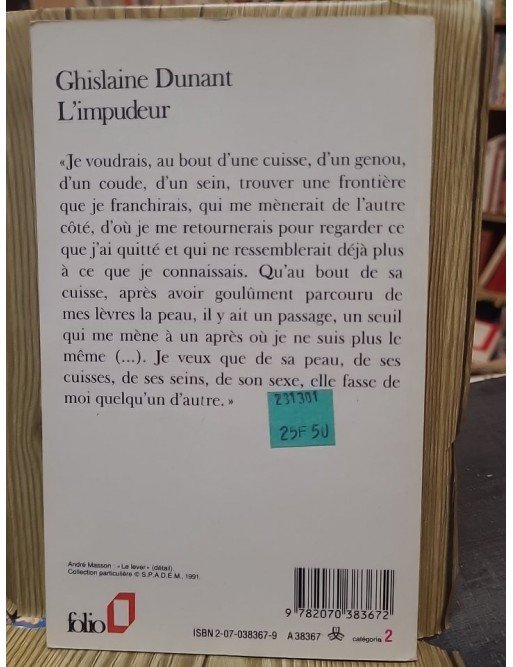 Ghislaine Dunant
L'impudeur
«Je voudrais, au bout d'une cuisse, d'un genou,
d'un coude, d'un sein, trouver une frontière
que je franchirais, qui me mènerait de l'autre
côté, d'où je me retournerais pour regarder ce
que j'ai quitté et qui ne ressemblerait déjà plus
à ce que je connaissais. Qu'au bout de sa
cuisse, après avoir goulûment parcouru de
mes lèvres la peau, il y ait un passage, un seuil
qui me mène à un après où je ne suis plus le
même (...). Je veux que de sa peau, de ses
cuisses, de ses seins, de son sexe, elle fasse de
moi quelqu'un d'autre.»
231301
25F 50
André Masson : «Le lever» (détail).
Collection particulière © S.P.A.D.E.M., 1991.
folio
9 782070 383672
ISBN 2-07-038367-9 A 38367 catégorie 2